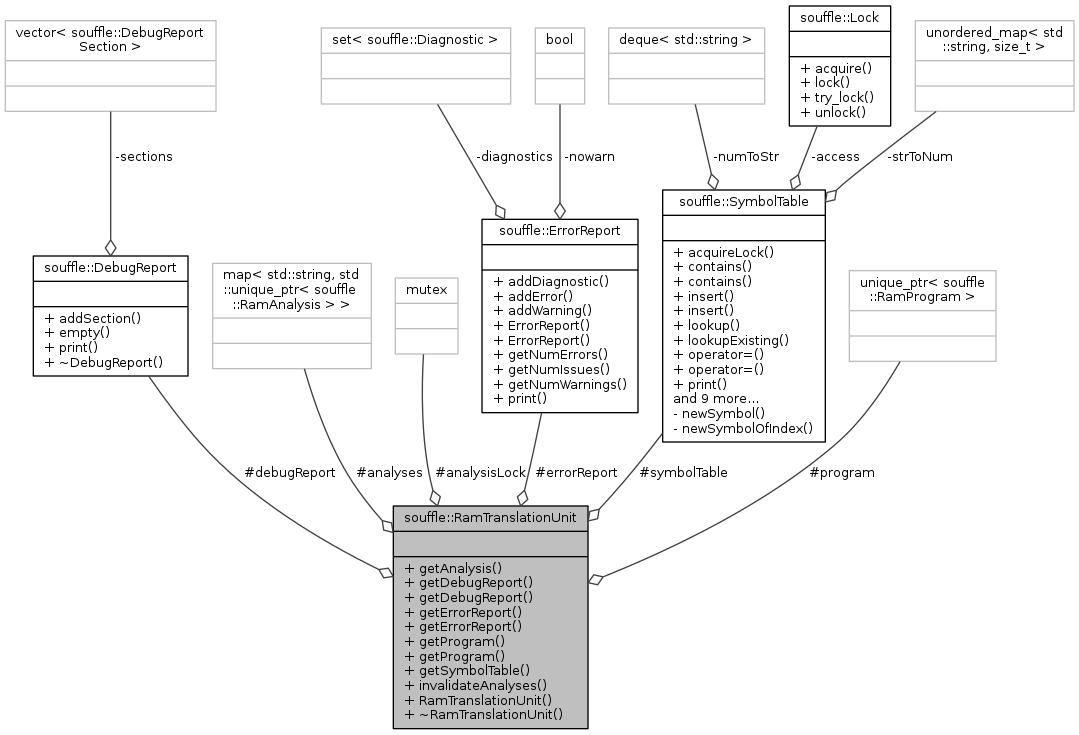 vector< souffle::DebugReport
Section >
set< souffle::Diagnostic >
bool
deque< std::string >
souffle::Lock
+ acquire()
+ lock()
+ try_lock()
+ unlock()
unordered_map< std
::string, size_t >
-sections
-diagnostics
-nowarn
-numToStr
-access
-strToNum
souffle::DebugReport
+ addSection()
+ empty()
+ print()
+ ~DebugReport()
map< std::string, std
::unique_ptr< souffle
::RamAnalysis > >
mutex
souffle::ErrorReport
+ addDiagnostic()
+ addError()
+ addWarning()
+ ErrorReport()
+ ErrorReport()
+ getNumErrors()
+ getNumIssues()
+ getNumWarnings()
+ print()
souffle::SymbolTable
+ acquireLock()
+ contains()
+ contains()
+ insert()
+ insert()
+ lookup()
+ lookupExisting()
+ operator=()
+ operator=()
+ print()
and 9 more...
- newSymbol()
- newSymbolOfIndex()
unique_ptr< souffle
::RamProgram >
#debugReport
#analyses
#analysisLock
#errorReport
#symbolTable
#program
souffle::RamTranslationUnit
+ getAnalysis()
+ getDebugReport()
+ getDebugReport()
+ getErrorReport()
+ getErrorReport()
+ getProgram()
+ getProgram()
+ getSymbolTable()
+ invalidateAnalyses()
+ RamTranslationUnit()
+ ~RamTranslationUnit()